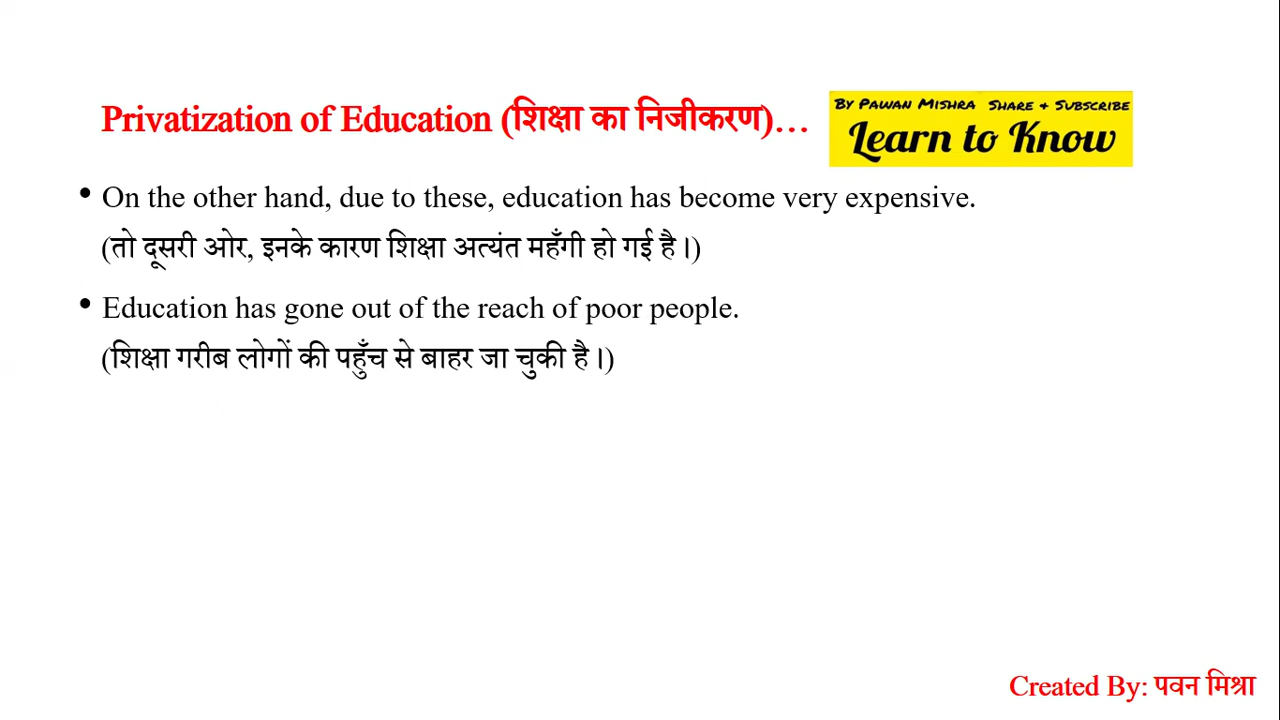 Privatization of Education (शिक्षा का निजीकरण)…
By Pawan Mishra Share + Subscribe
Learn to Know
• On the other hand, due to these, education has become very expensive.
(तो दूसरी ओर, इनके कारण शिक्षा अत्यंत महँगी हो गई है।)
• Education has gone out of the reach of poor people.
(शिक्षा गरीब लोगों की पहुँच से बाहर जा चुकी है।)
Created By: पवन मिश्रा